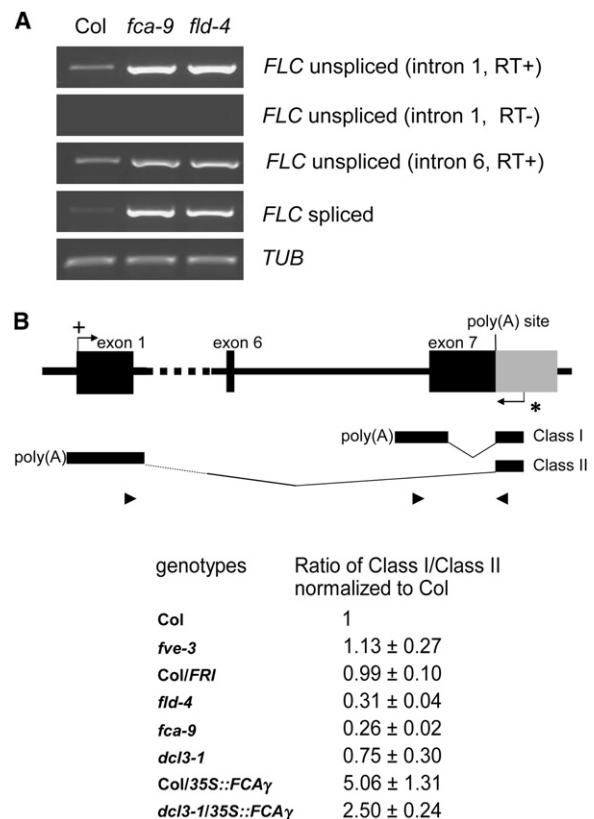 A
Col fca-9 fld-4
FLC unspliced (intron 1, RT+)
FLC unspliced (intron 1, RT-)
FLC unspliced (intron 6, RT+)
FLC spliced
TUB
B
poly(A) site
+ exon 1 exon 6 exon 7
*
poly(A) Class I
poly(A) Class II
genotypes Ratio of Class I/Class II
normalized to Col
Col 1
fve-3 1.13 ± 0.27
Col/FRI 0.99 ± 0.10
fld-4 0.31 ± 0.04
fca-9 0.26 ± 0.02
dcl3-1 0.75 ± 0.30
Col/35S::FCAγ 5.06 ± 1.31
dcl3-1/35S::FCAγ 2.50 ± 0.24